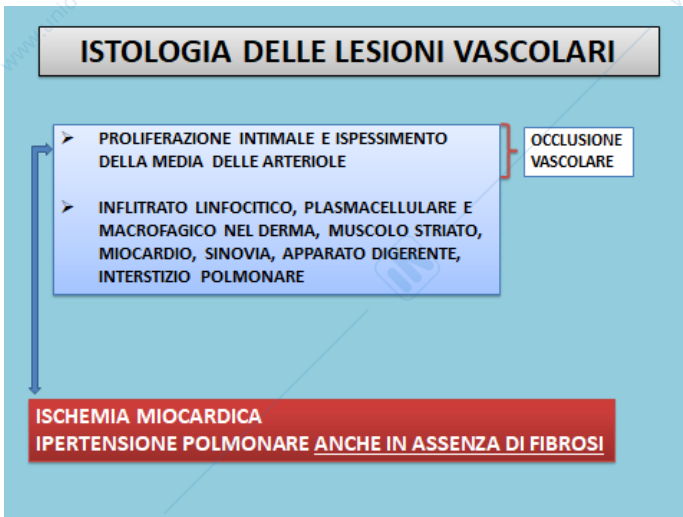 ISTOLOGIA DELLE LESIONI VASCOLARI
➢ PROLIFERAZIONE INTIMALE E ISPESSIMENTO
DELLA MEDIA DELLE ARTERIOLE
OCCLUSIONE
VASCOLARE
➢ INFLITRATO LINFOCITICO, PLASMACELLULARE E
MACROFAGICO NEL DERMA, MUSCOLO STRIATO,
MIOCARDIO, SINOVIA, APPARATO DIGERENTE,
INTERSTIZIO POLMONARE
ISCHEMIA MIOCARDICA
IPERTENSIONE POLMONARE ANCHE IN ASSENZA DI FIBROSI